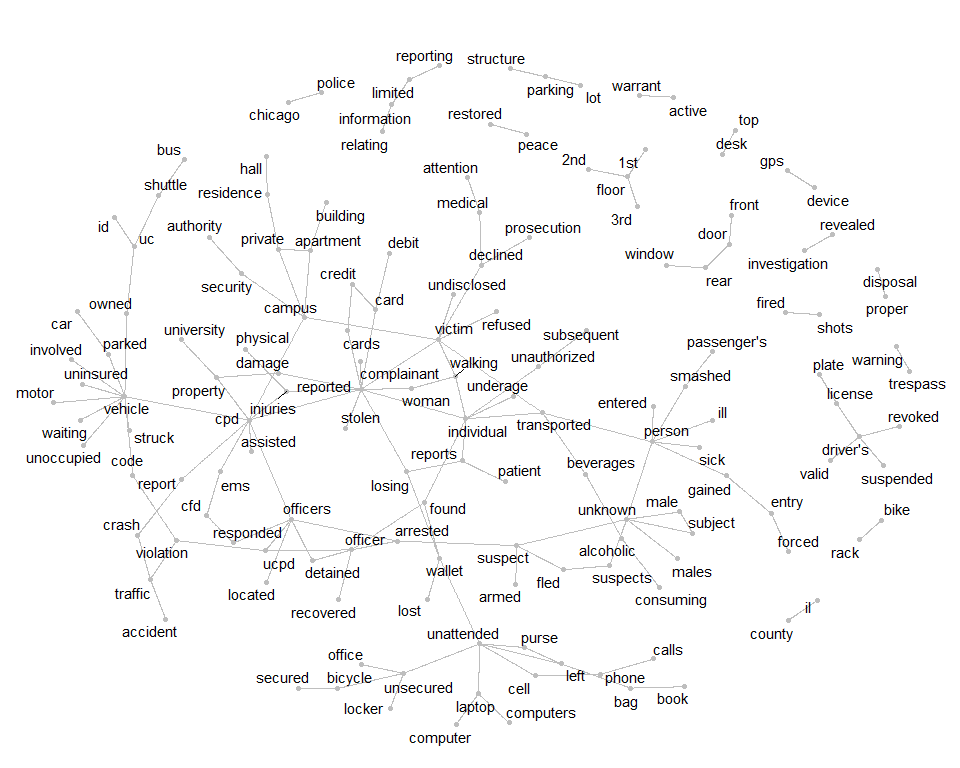 reporting
structure
police
limited
parking
warrant
chicago
information
lot
active
relating
restored
top
bus
peace
desk
hall
attention
2nd
1st
gps
shuttle
residence
medical
floor
device
id
authority
building
3rd
front
uc
private
apartment
debit
prosecution
door
revealed
declined
window
security
credit
undisclosed
rear
investigation
owned
campus
card
disposal
car
university
physical
victim
refused
fired
proper
parked
cards
subsequent
shots
involved
damage
walking
unauthorized
passenger's
plate
warning
uninsured
reported
complainant
underage
smashed
license
trespass
motor
property
woman
vehicle
injuries
entered
ill
revoked
waiting
cpd
stolen
individual
transported
person
driver's
struck
assisted
unoccupied
code
reports
patient
beverages
sick
valid
suspended
report
ems
losing
gained
cfd
officers
found
unknown
male
entry
bike
crash
responded
officer
arrested
subject
forced
violation
suspect
alcoholic
rack
ucpd
detained
wallet
fled
suspects
males
traffic
located
armed
consuming
recovered
lost
il
accident
unattended
purse
county
office
calls
secured
bicycle
left
phone
unsecured
cell
bag
book
locker
laptop
computers
computer